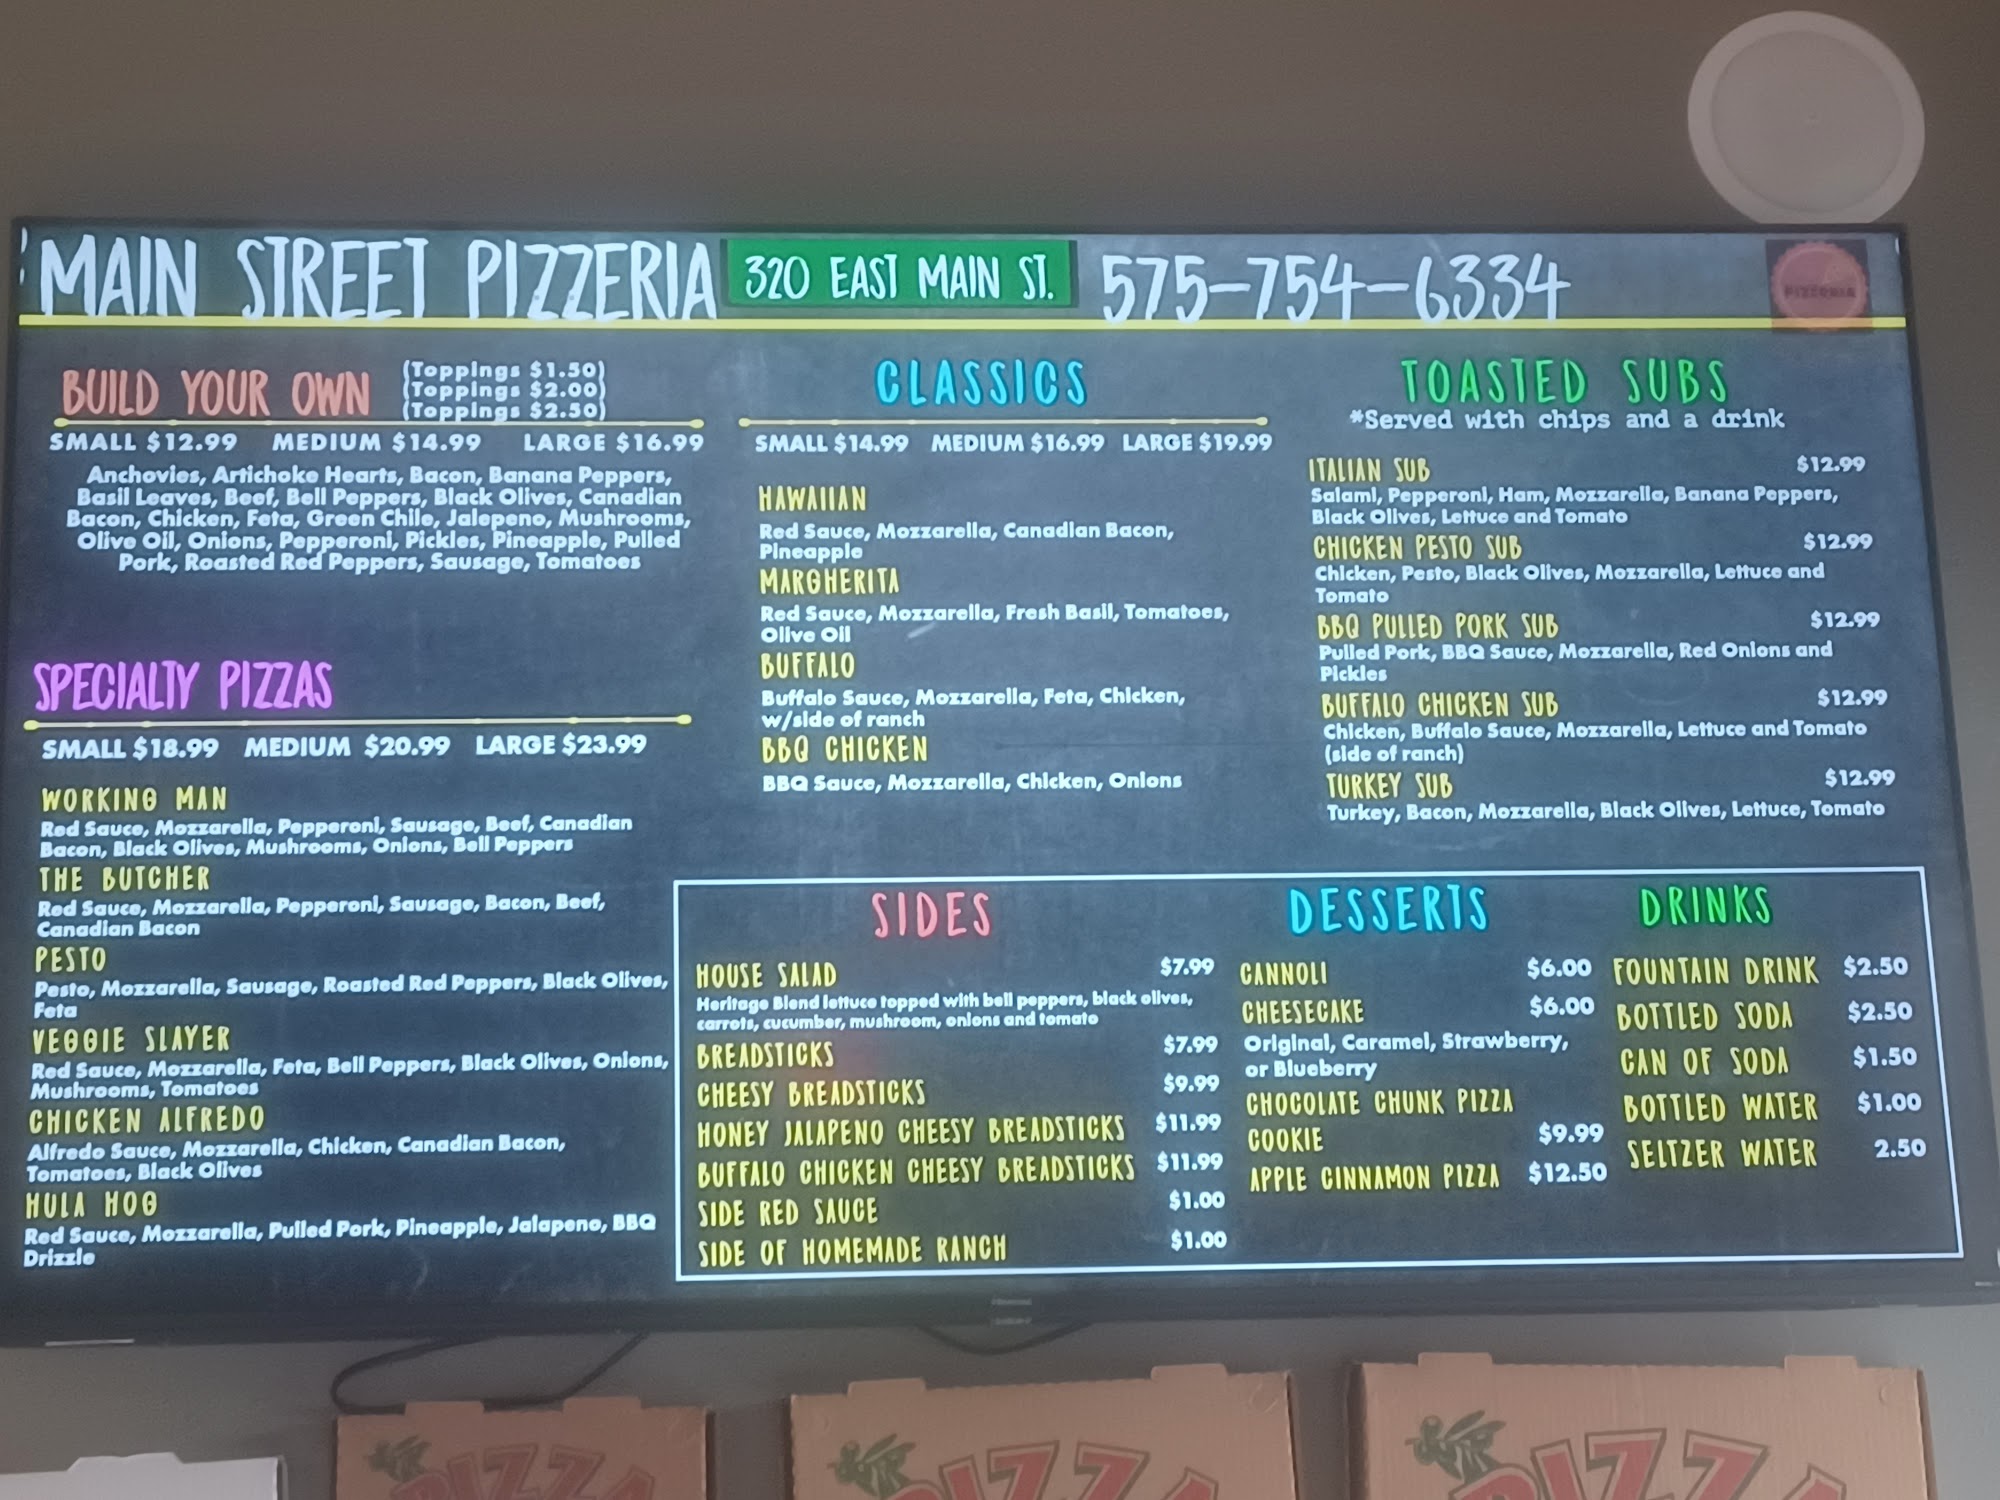 MAIN STREET PIZZERIA 320 EAST MAIN ST. 575-754-6334
PIZZERIA
BUILD YOUR OWN
(Toppings $1.50)
(Toppings $2.00)
(Toppings $2.50)
SMALL $12.99 MEDIUM $14.99 LARGE $16.99
Anchovies, Artichoke Hearts, Bacon, Banana Peppers,
Basil Leaves, Beef, Bell Peppers, Black Olives, Canadian
Bacon, Chicken, Feta, Green Chile, Jalepeno, Mushrooms,
Olive Oil, Onions, Pepperoni, Pickles, Pineapple, Pulled
Pork, Roasted Red Peppers, Sausage, Tomatoes
SPECIALTY PIZZAS
SMALL $18.99 MEDIUM $20.99 LARGE $23.99
WORKING MAN
Red Sauce, Mozzarella, Pepperoni, Sausage, Beef, Canadian
Bacon, Black Olives, Mushrooms, Onions, Bell Peppers
THE BUTCHER
Red Sauce, Mozzarella, Pepperoni, Sausage, Bacon, Beef,
Canadian Bacon
PESTO
Pesto, Mozzarella, Sausage, Roasted Red Peppers, Black Olives,
Feta
VEGGIE SLAYER
Red Sauce, Mozzarella, Feta, Bell Peppers, Black Olives, Onions,
Mushrooms, Tomatoes
CHICKEN ALFREDO
Alfredo Sauce, Mozzarella, Chicken, Canadian Bacon,
Tomatoes, Black Olives
HULA HOG
Red Sauce, Mozzarella, Pulled Pork, Pineapple, Jalapeno, BBQ
Drizzle
CLASSICS
SMALL $14.99 MEDIUM $16.99 LARGE $19.99
HAWAIIAN
Red Sauce, Mozzarella, Canadian Bacon,
Pineapple
MARGHERITA
Red Sauce, Mozzarella, Fresh Basil, Tomatoes,
Olive Oil
BUFFALO
Buffalo Sauce, Mozzarella, Feta, Chicken,
w/side of ranch
BBQ CHICKEN
BBQ Sauce, Mozzarella, Chicken, Onions
TOASTED SUBS
*Served with chips and a drink
ITALIAN SUB $12.99
Salami, Pepperoni, Ham, Mozzarella, Banana Peppers,
Black Olives, Lettuce and Tomato
CHICKEN PESTO SUB $12.99
Chicken, Pesto, Black Olives, Mozzarella, Lettuce and
Tomato
BBQ PULLED PORK SUB $12.99
Pulled Pork, BBQ Sauce, Mozzarella, Red Onions and
Pickles
BUFFALO CHICKEN SUB $12.99
Chicken, Buffalo Sauce, Mozzarella, Lettuce and Tomato
(side of ranch)
TURKEY SUB $12.99
Turkey, Bacon, Mozzarella, Black Olives, Lettuce, Tomato
SIDES
HOUSE SALAD $7.99
Heritage Blend lettuce topped with bell peppers, black olives,
carrots, cucumber, mushroom, onions and tomato
BREADSTICKS $7.99
CHEESY BREADSTICKS $9.99
HONEY JALAPENO CHEESY BREADSTICKS $11.99
BUFFALO CHICKEN CHEESY BREADSTICKS $11.99
SIDE RED SAUCE $1.00
SIDE OF HOMEMADE RANCH $1.00
DESSERTS
CANNOLI $6.00
CHEESECAKE $6.00
Original, Caramel, Strawberry,
or Blueberry
CHOCOLATE CHUNK PIZZA
COOKIE $9.99
APPLE CINNAMON PIZZA $12.50
DRINKS
FOUNTAIN DRINK $2.50
BOTTLED SODA $2.50
CAN OF SODA $1.50
BOTTLED WATER $1.00
SELTZER WATER 2.50
PIZZA
PIZZA
PIZZA